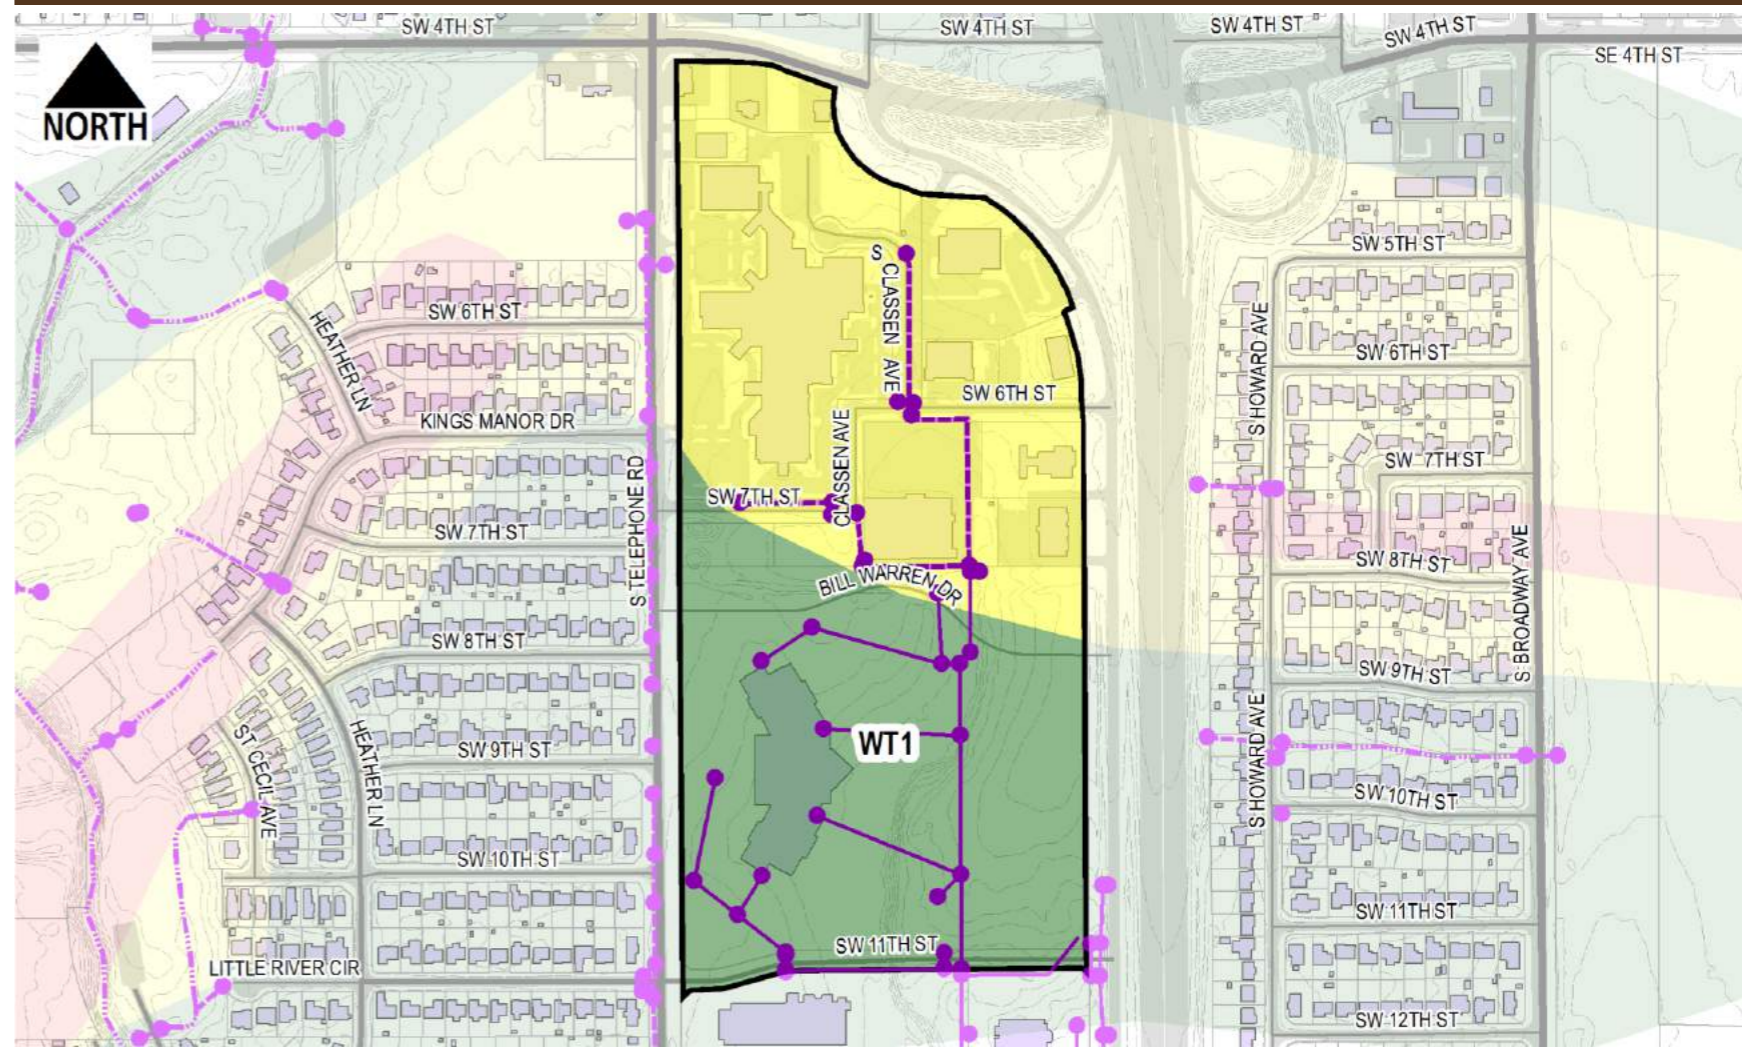 SW 4TH ST
SW 4TH ST
SW 4TH ST
SW 4TH ST
SE 4TH ST
NORTH
SW 5TH ST
S
CLASSEN AVE
HEATHER LN
SW 6TH ST
S HOWARD AVE
SW 6TH ST
SW 6TH ST
KINGS MANOR DR
CLASSEN AVE
SW 7TH ST
SW 7TH ST
SW 7TH ST
S TELEPHONE RD
SW 8TH ST
S BROADWAY AVE
BILL WARREN DR
SW 8TH ST
SW 9TH ST
ST CECIL AVE
HEATHER LN
SW 9TH ST
WT1
S HOWARD AVE
SW 10TH ST
SW 10TH ST
SW 11TH ST
SW 11TH ST
LITTLE RIVER CIR
SW 12TH ST